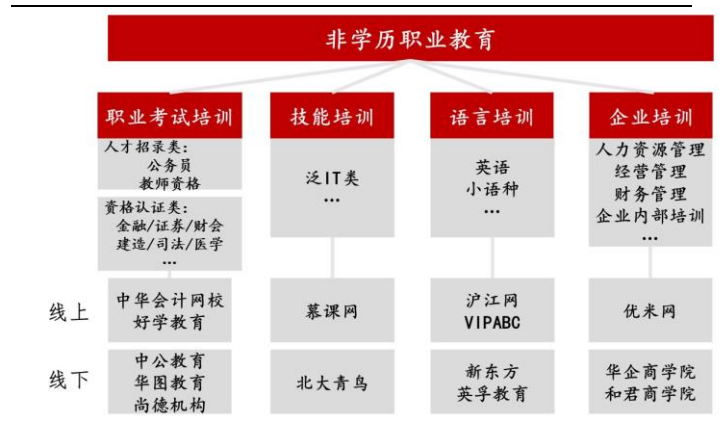 非学历职业教育
职业考试培训
人才招录类：
公务员
教师资格
资格认证类：
金融/证券/财会
建造/司法/医学
…
技能培训
泛IT类
…
语言培训
英语
小语种
…
企业培训
人力资源管理
经营管理
财务管理
企业内部培训
…
线上
中华会计网校
好学教育
慕课网
沪江网
VIPABC
优米网
线下
中公教育
华图教育
尚德机构
北大青鸟
新东方
英孚教育
华企商学院
和君商学院